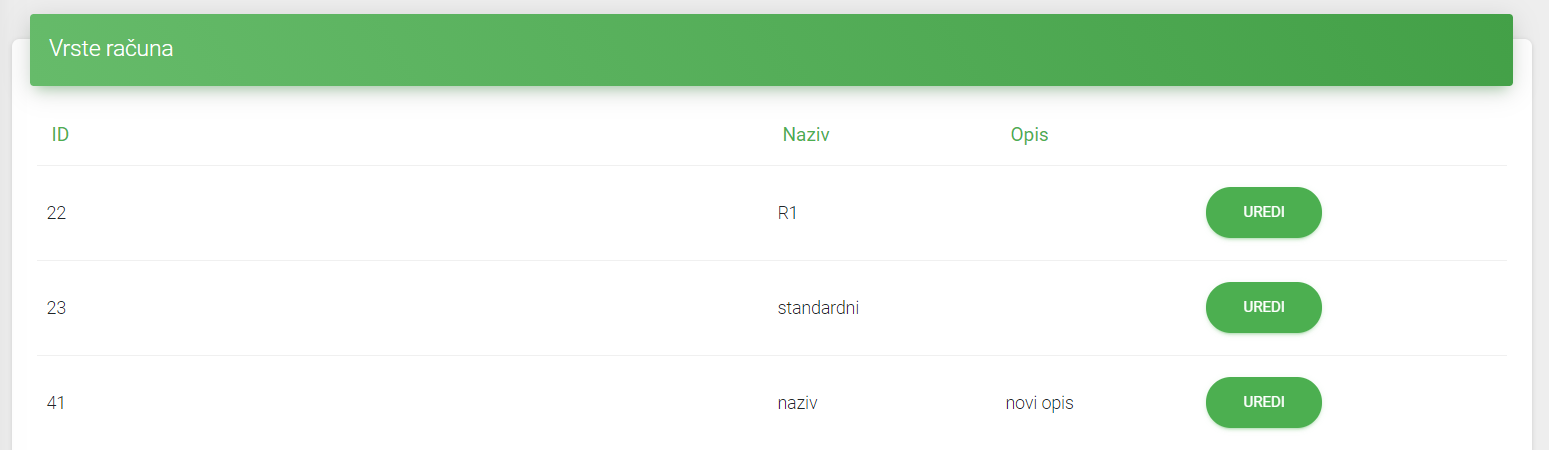 Vrste računa
ID Naziv Opis
22 R1 UREDI
23 standardni UREDI
41 naziv novi opis UREDI